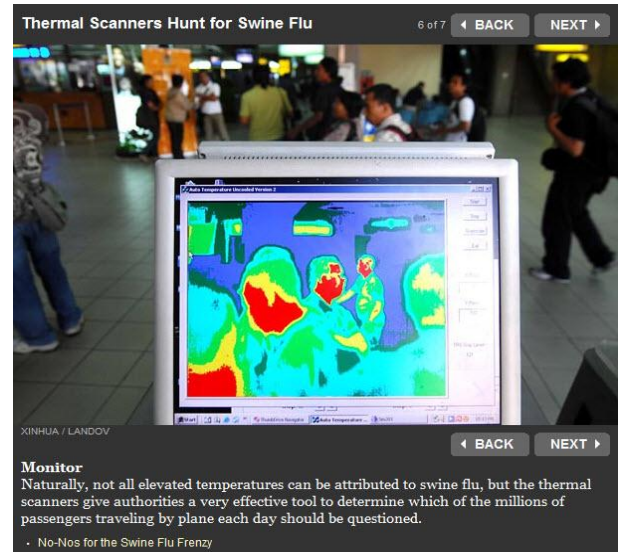 Thermal Scanners Hunt for Swine Flu
6 of 7
BACK
NEXT
Auto Temperature Uncooled Version 2
Start
XINHUA / LANDOV
BACK
NEXT
Monitor
Naturally, not all elevated temperatures can be attributed to swine flu, but the thermal
scanners give authorities a very effective tool to determine which of the millions of
passengers traveling by plane each day should be questioned.
No-Nos for the Swine Flu Frenzy